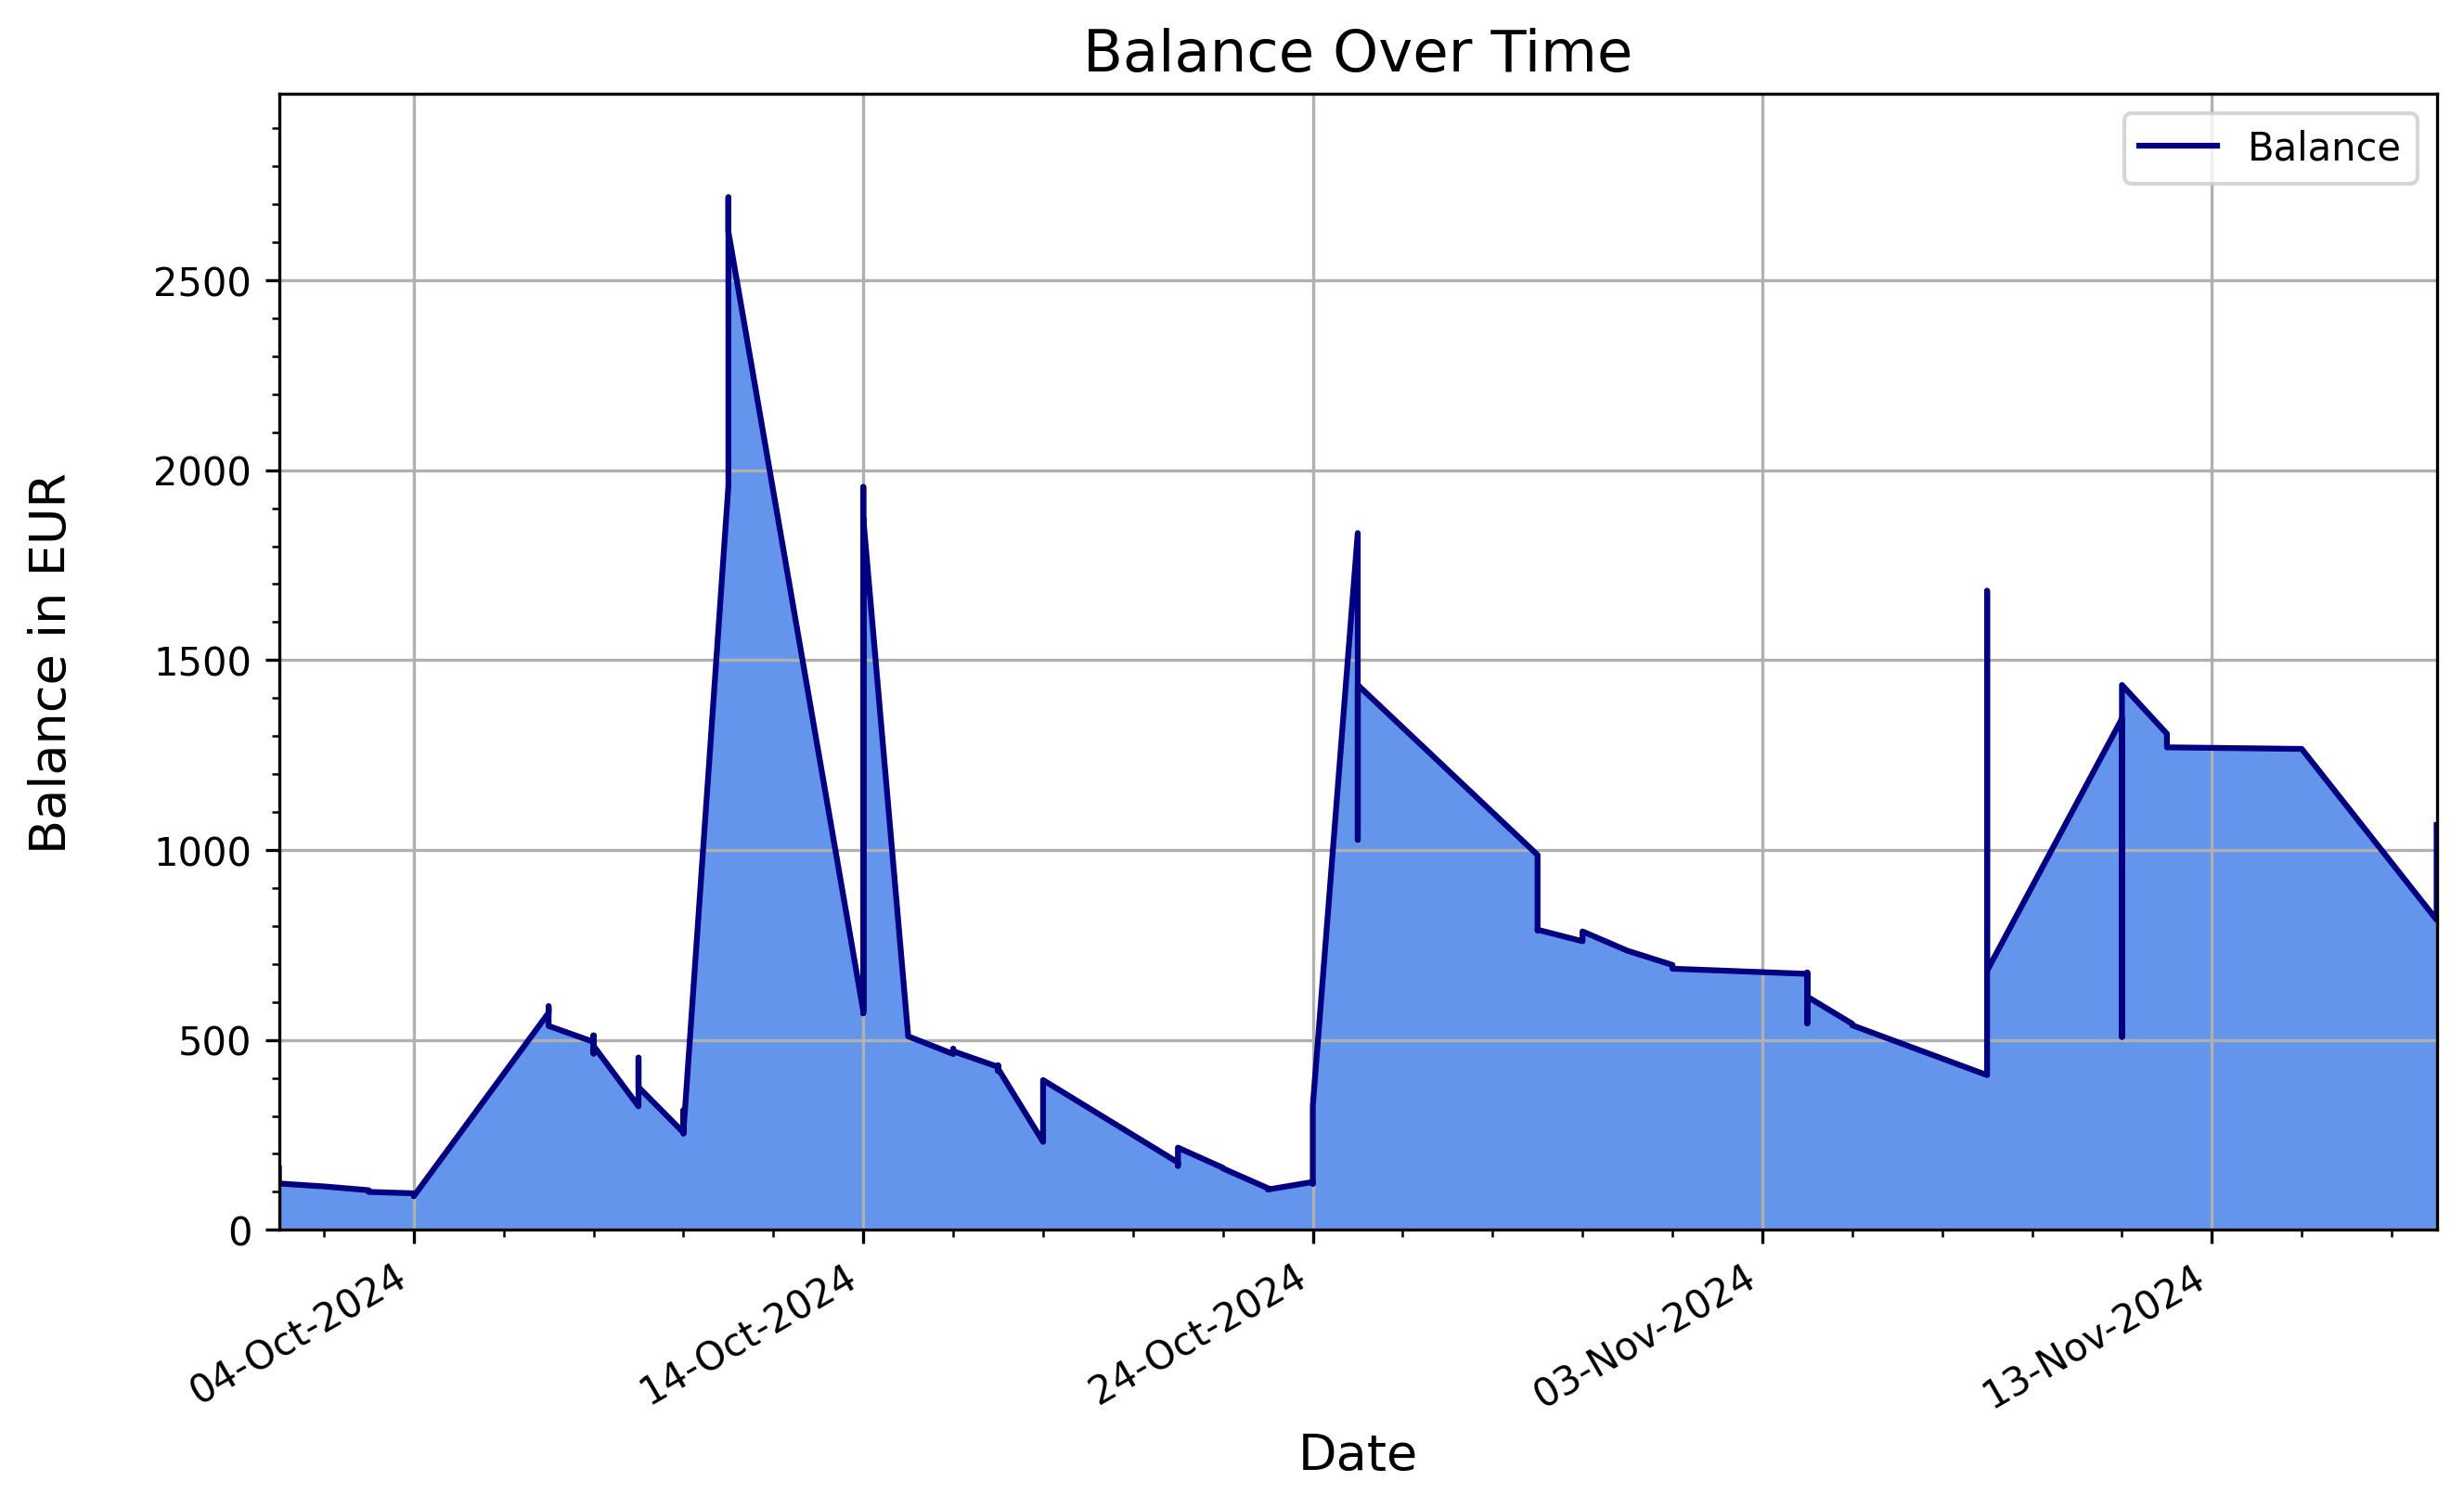 Balance Over Time
Balance
Balance in EUR
2500
2000
1500
1000
500
0
04-Oct-2024
14-Oct-2024
24-Oct-2024
03-Nov-2024
13-Nov-2024
Date